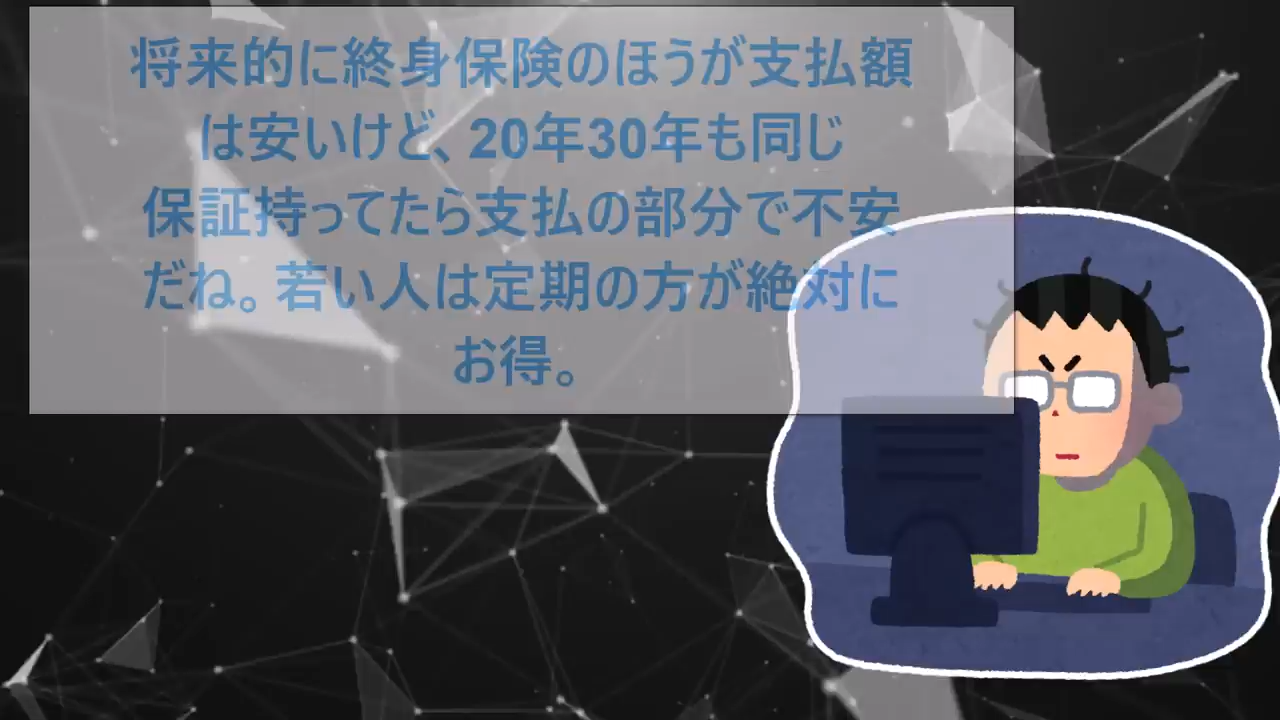 将来的に終身保険のほうが支払額
は安いけど、20年30年も同じ
保証持ってたら支払の部分で不安
だね。若い人は定期の方が絶対に
お得。